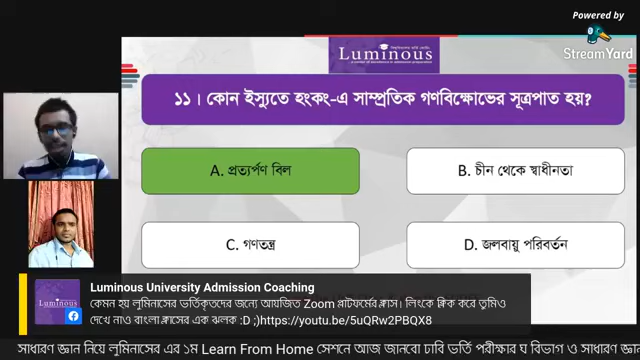 Powered by
StreamYard
Luminous
১১। কোন ইস্যুতে হংকং-এ সাম্প্রতিক গণবিক্ষোভের সূত্রপাত হয়?
A. প্রত্যর্পণ বিল
B. চীন থেকে স্বাধীনতা
C. গণতন্ত্র
D. জলবায়ু পরিবর্তন
Luminous University Admission Coaching
কেমন হয় লুমিনাসের ভর্তিকৃতদের জন্যে আয়জিত Zoom প্লাটফর্মের ক্লাস। লিংকে ক্লিক করে তুমিও
দেখে নাও বাংলা ক্লাসের এক ঝলক :D ;)https://youtu.be/5uQRw2PBQX8
সাধারণ জ্ঞান নিয়ে লুমিনাসের এর ১ম Learn From Home সেশনে আজ জানবো ঢাবি ভর্তি পরীক্ষার ঘ বিভাগ ও সাধারণ জ্ঞান